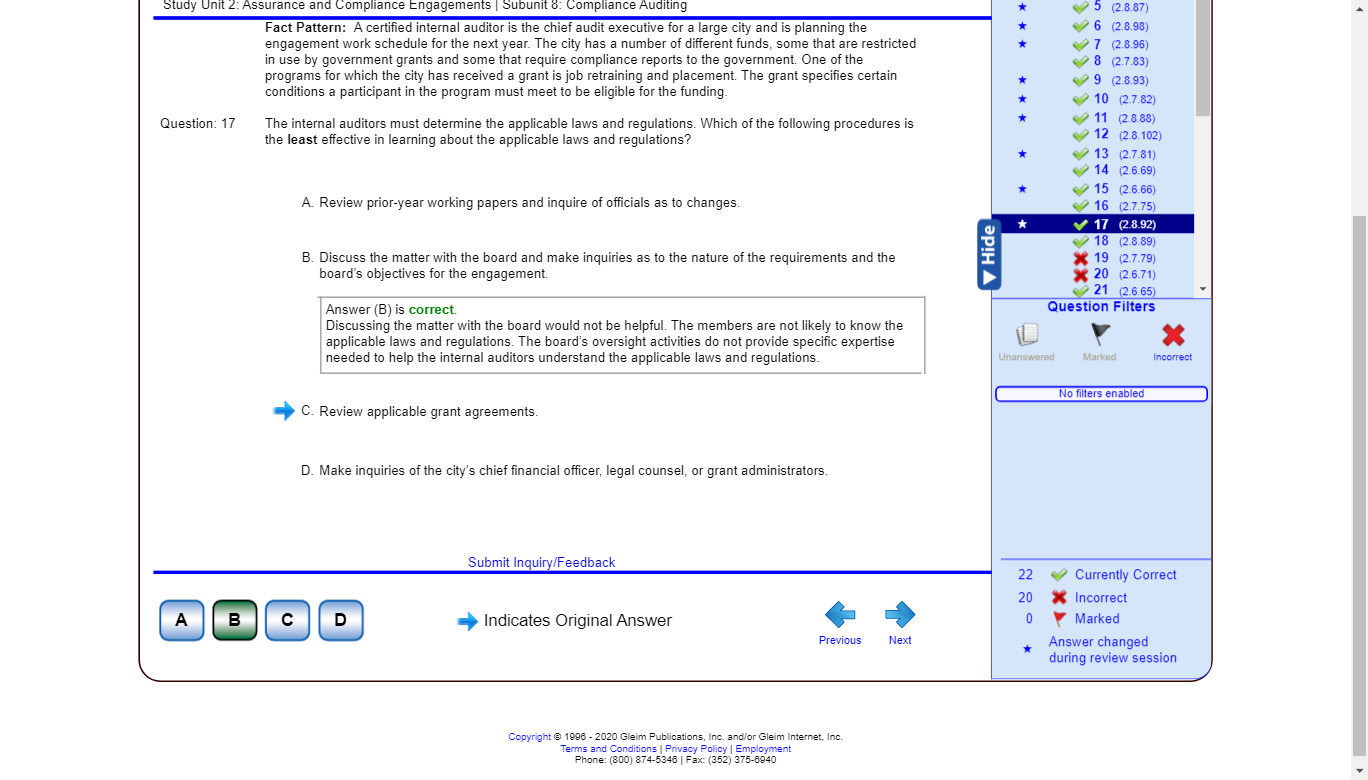 Study Unit 2: Assurance and Compliance Engagements | Subunit 8: Compliance Auditing
Fact Pattern: A certified internal auditor is the chief audit executive for a large city and is planning the
engagement work schedule for the next year. The city has a number of different funds, some that are restricted
in use by government grants and some that require compliance reports to the government. One of the
programs for which the city has received a grant is job retraining and placement. The grant specifies certain
conditions a participant in the program must meet to be eligible for the funding.
Question: 17 The internal auditors must determine the applicable laws and regulations. Which of the following procedures is
the least effective in learning about the applicable laws and regulations?
A. Review prior-year working papers and inquire of officials as to changes.
B. Discuss the matter with the board and make inquiries as to the nature of the requirements and the
board's objectives for the engagement.
Answer (B) is correct.
Discussing the matter with the board would not be helpful. The members are not likely to know the
applicable laws and regulations. The board's oversight activities do not provide specific expertise
needed to help the internal auditors understand the applicable laws and regulations.
C. Review applicable grant agreements.
D. Make inquiries of the city's chief financial officer, legal counsel, or grant administrators.
Submit Inquiry/Feedback
A B C D
Indicates Original Answer
Previous Next
5 (2.8.87)
6 (2.8.98)
7 (2.8.96)
8 (2.7.83)
9 (2.8.93)
10 (2.7.82)
11 (2.8.88)
12 (2.8.102)
13 (2.7.81)
14 (2.6.69)
15 (2.6.66)
16 (2.7.75)
17 (2.8.92)
18 (2.8.89)
19 (2.7.79)
20 (2.6.71)
21 (2.6.65)
Hide
Question Filters
Unanswered Marked Incorrect
No filters enabled
22 Currently Correct
20 Incorrect
0 Marked
Answer changed
during review session
Copyright © 1996 - 2020 Gleim Publications, Inc. and/or Gleim Internet, Inc.
Terms and Conditions | Privacy Policy | Employment
Phone: (800) 874-5346 | Fax: (352) 375-6940